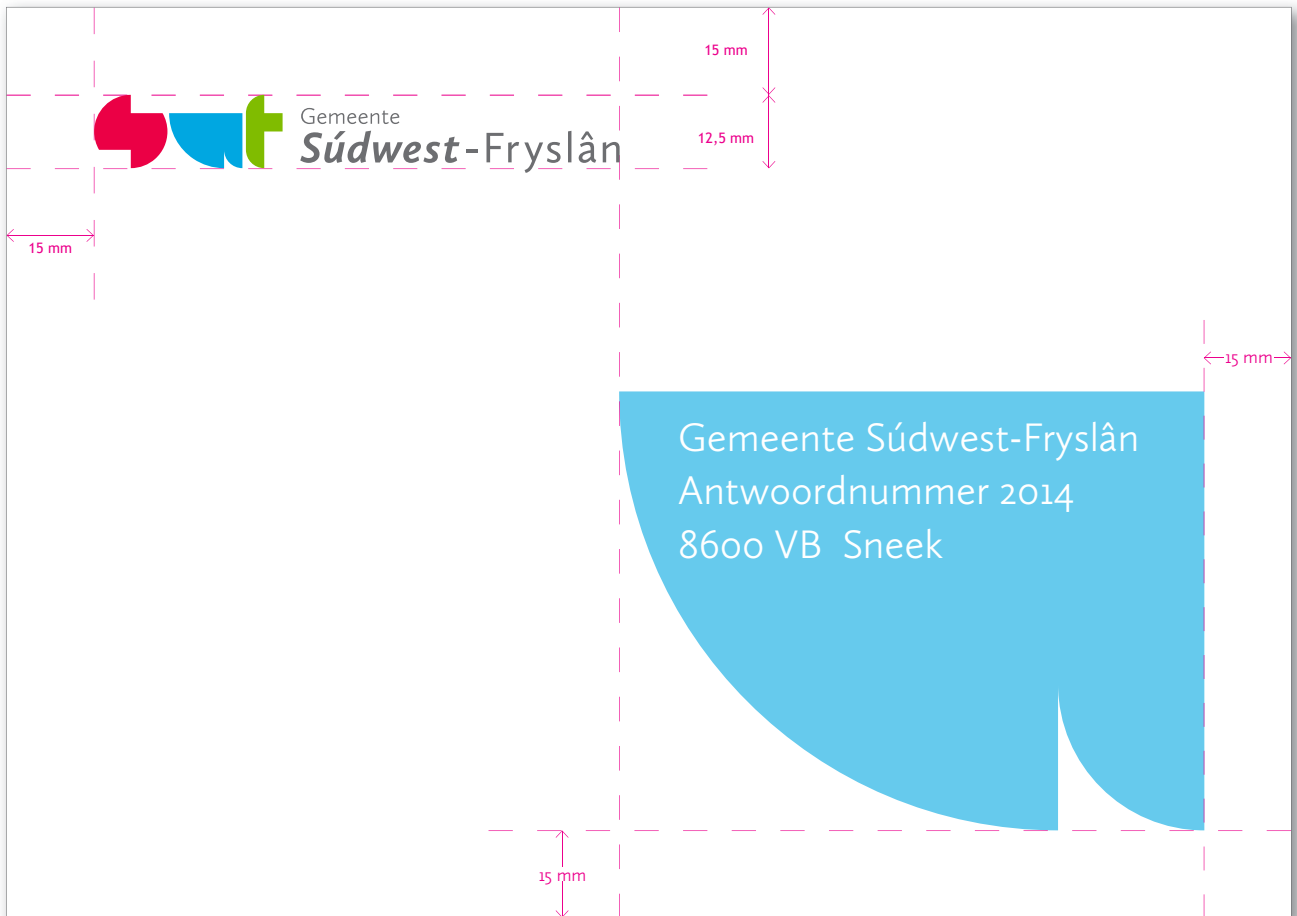 15 mm
12,5 mm
Gemeente
Súdwest-Fryslân
15 mm
15 mm
Gemeente Súdwest-Fryslân
Antwoordnummer 2014
8600 VB  Sneek
15 mm